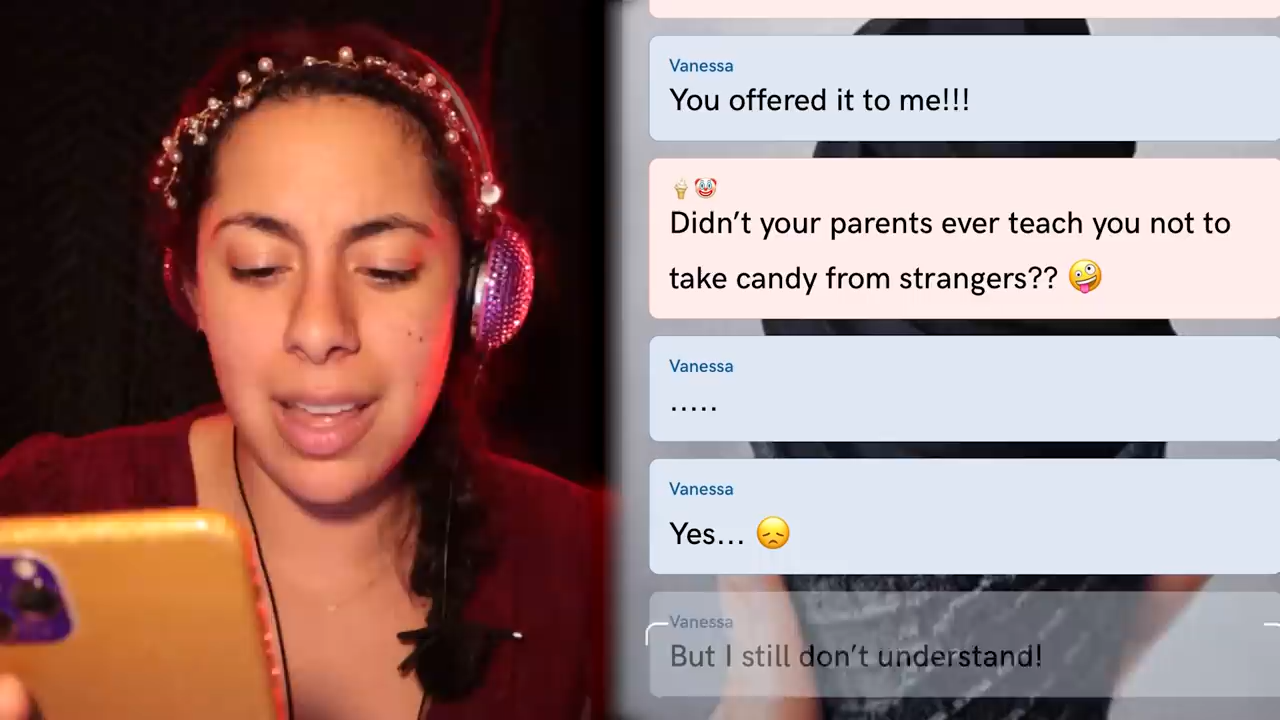 Vanessa
You offered it to me!!!
🍦🤡
Didn’t your parents ever teach you not to
take candy from strangers?? 🤪
Vanessa
.....
Vanessa
Yes... 😞
Vanessa
But I still don’t understand!